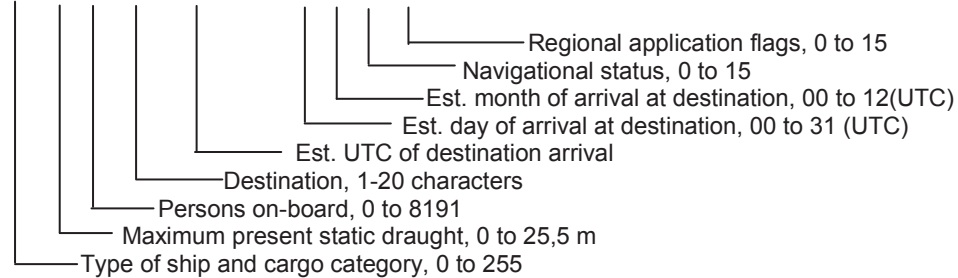 Regional application flags, 0 to 15
Navigational status, 0 to 15
Est. month of arrival at destination, 00 to 12(UTC)
Est. day of arrival at destination, 00 to 31 (UTC)
Est. UTC of destination arrival
Destination, 1-20 characters
Persons on-board, 0 to 8191
Maximum present static draught, 0 to 25,5 m
Type of ship and cargo category, 0 to 255